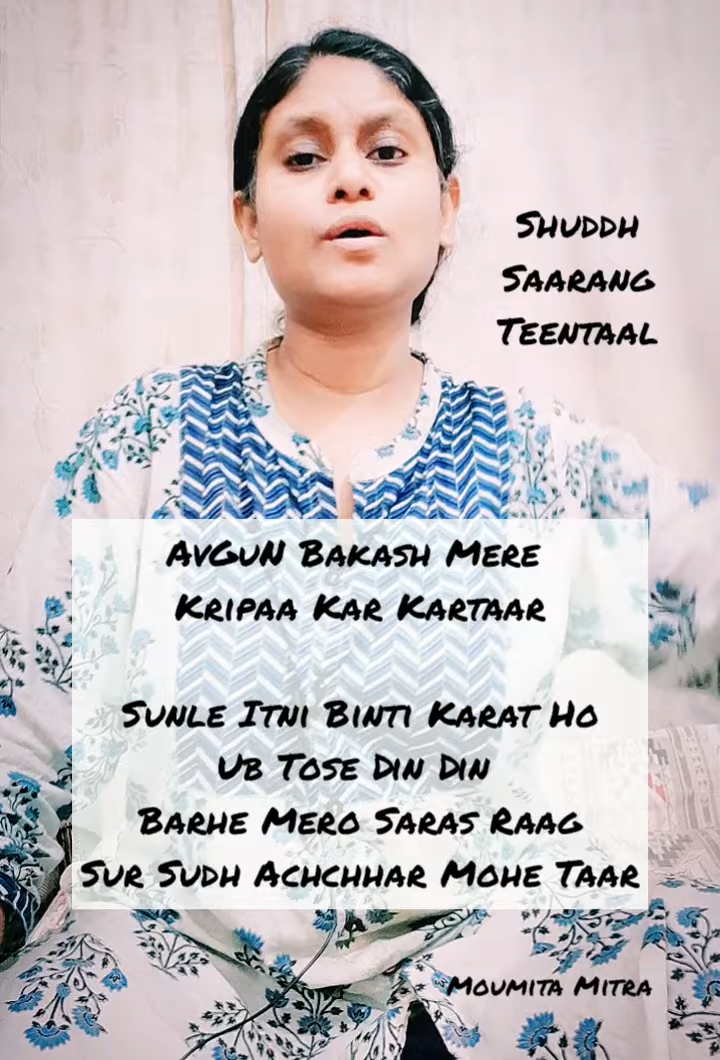 Shuddh
Saarang
Teentaal
AvGuN Bakash Mere
Kripaa Kar Kartaar
Sunle Itni Binti Karat Ho
Ub Tose Din Din
Barhe Mero Saras Raag
Sur Sudh Achchhar Mohe Taar
Moumita Mitra